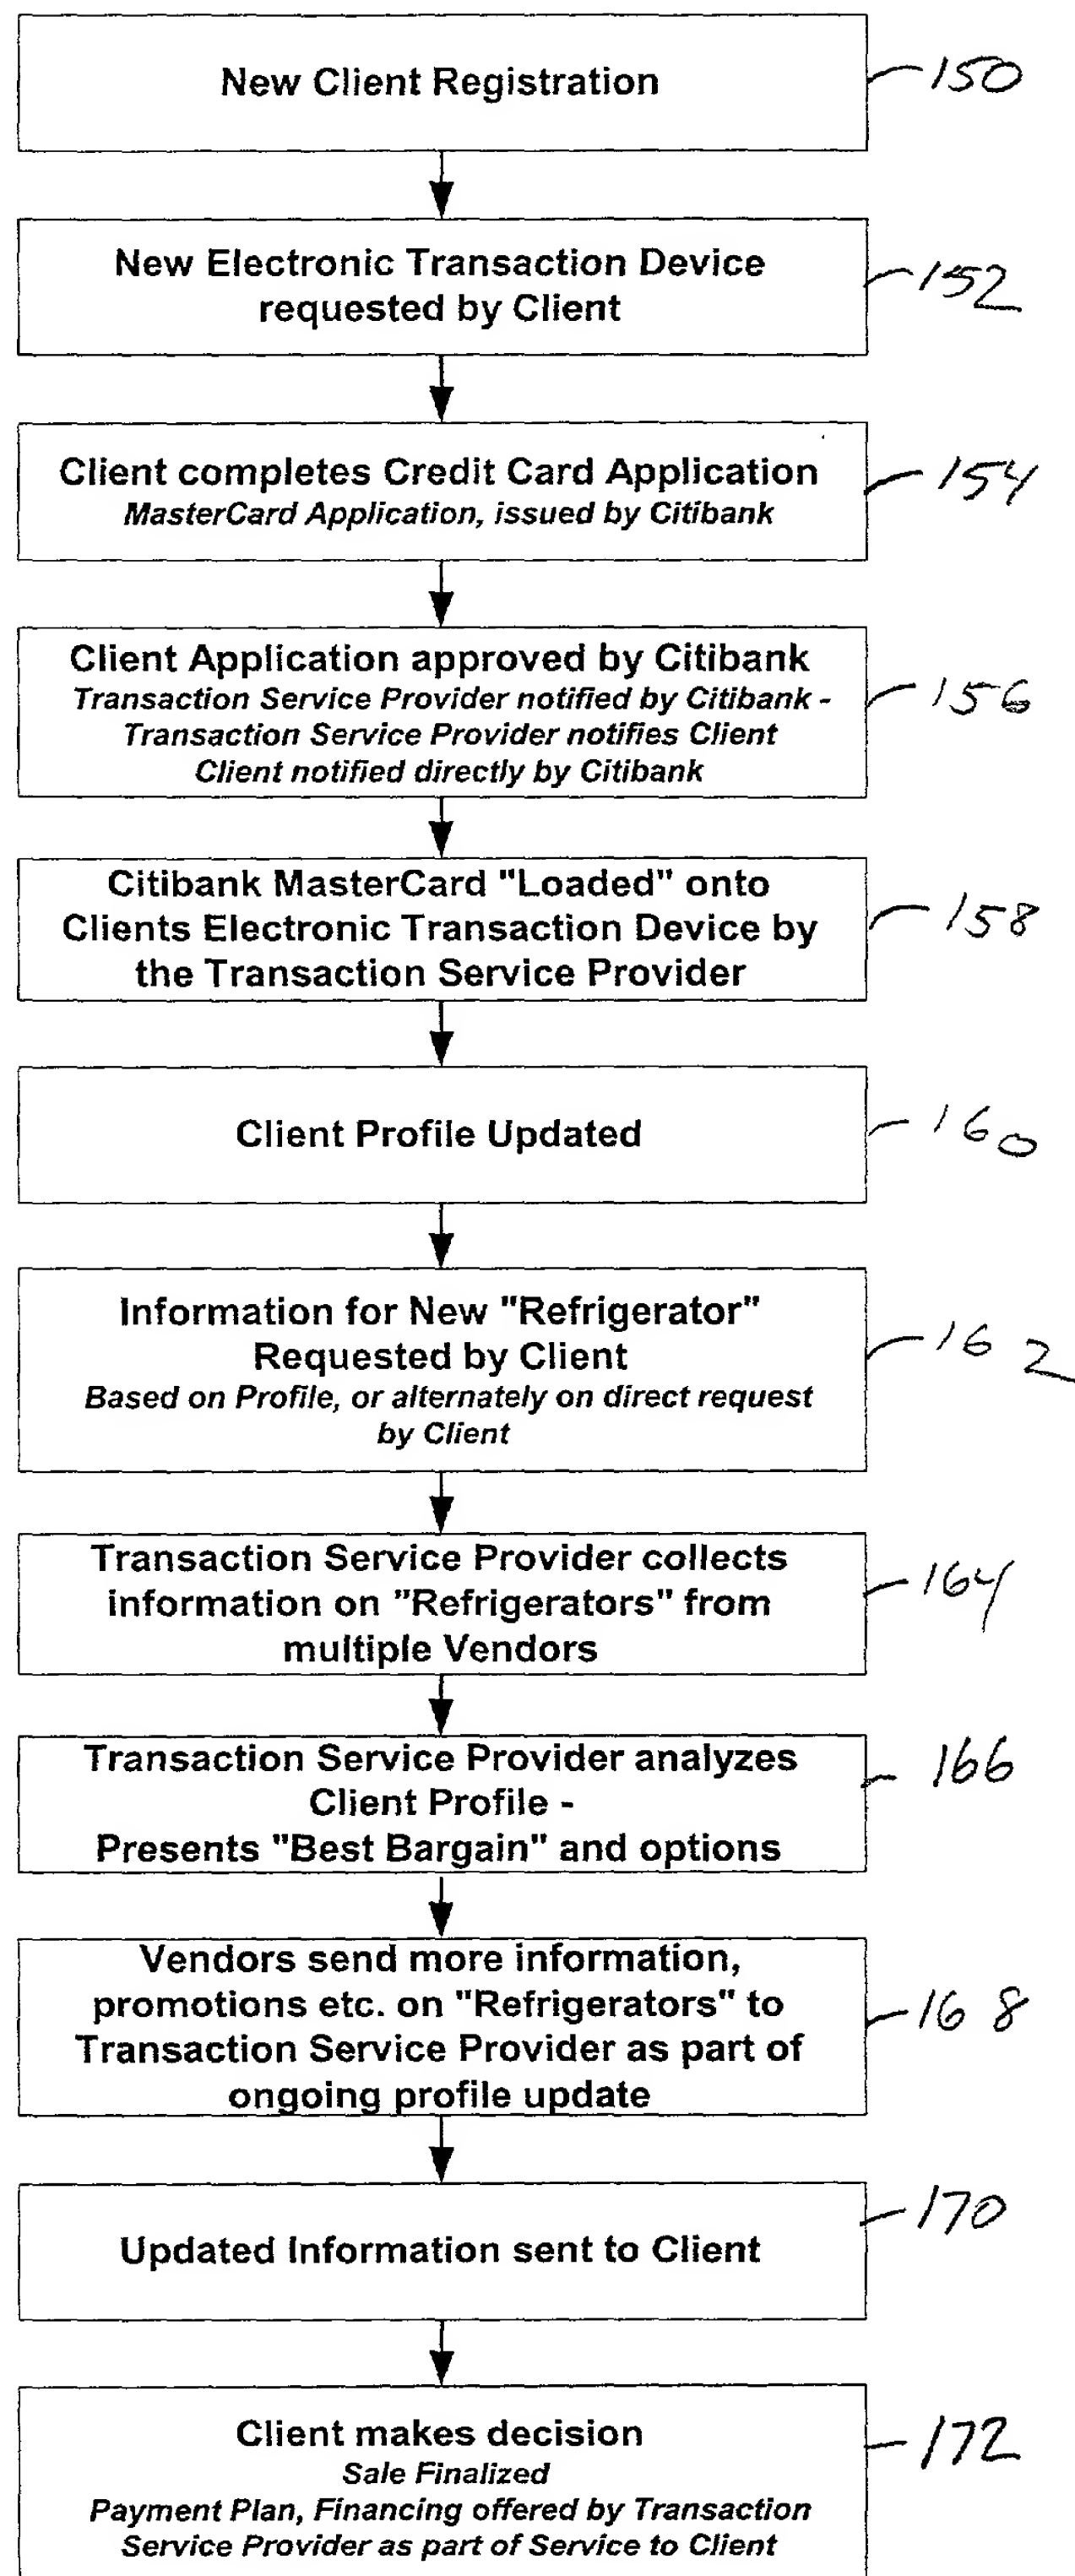 New Client Registration
150
New Electronic Transaction Device
requested by Client
152
Client completes Credit Card Application
MasterCard Application, issued by Citibank
154
Client Application approved by Citibank
Transaction Service Provider notified by Citibank -
Transaction Service Provider notifies Client
Client notified directly by Citibank
156
Citibank MasterCard "Loaded" onto
Clients Electronic Transaction Device by
the Transaction Service Provider
158
Client Profile Updated
160
Information for New "Refrigerator"
Requested by Client
Based on Profile, or alternately on direct request
by Client
162
Transaction Service Provider collects
information on "Refrigerators" from
multiple Vendors
164
Transaction Service Provider analyzes
Client Profile -
Presents "Best Bargain" and options
166
Vendors send more information,
promotions etc. on "Refrigerators" to
Transaction Service Provider as part of
ongoing profile update
168
Updated Information sent to Client
170
Client makes decision
Sale Finalized
Payment Plan, Financing offered by Transaction
Service Provider as part of Service to Client
172